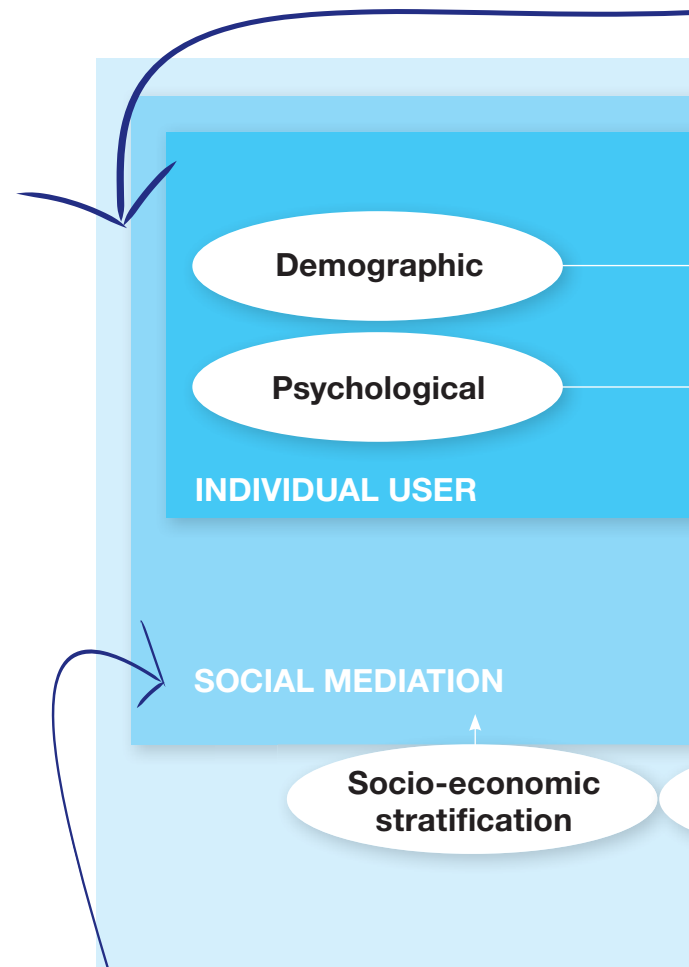 Demographic
Psychological
INDIVIDUAL USER
SOCIAL MEDIATION
Socio-economic
stratification